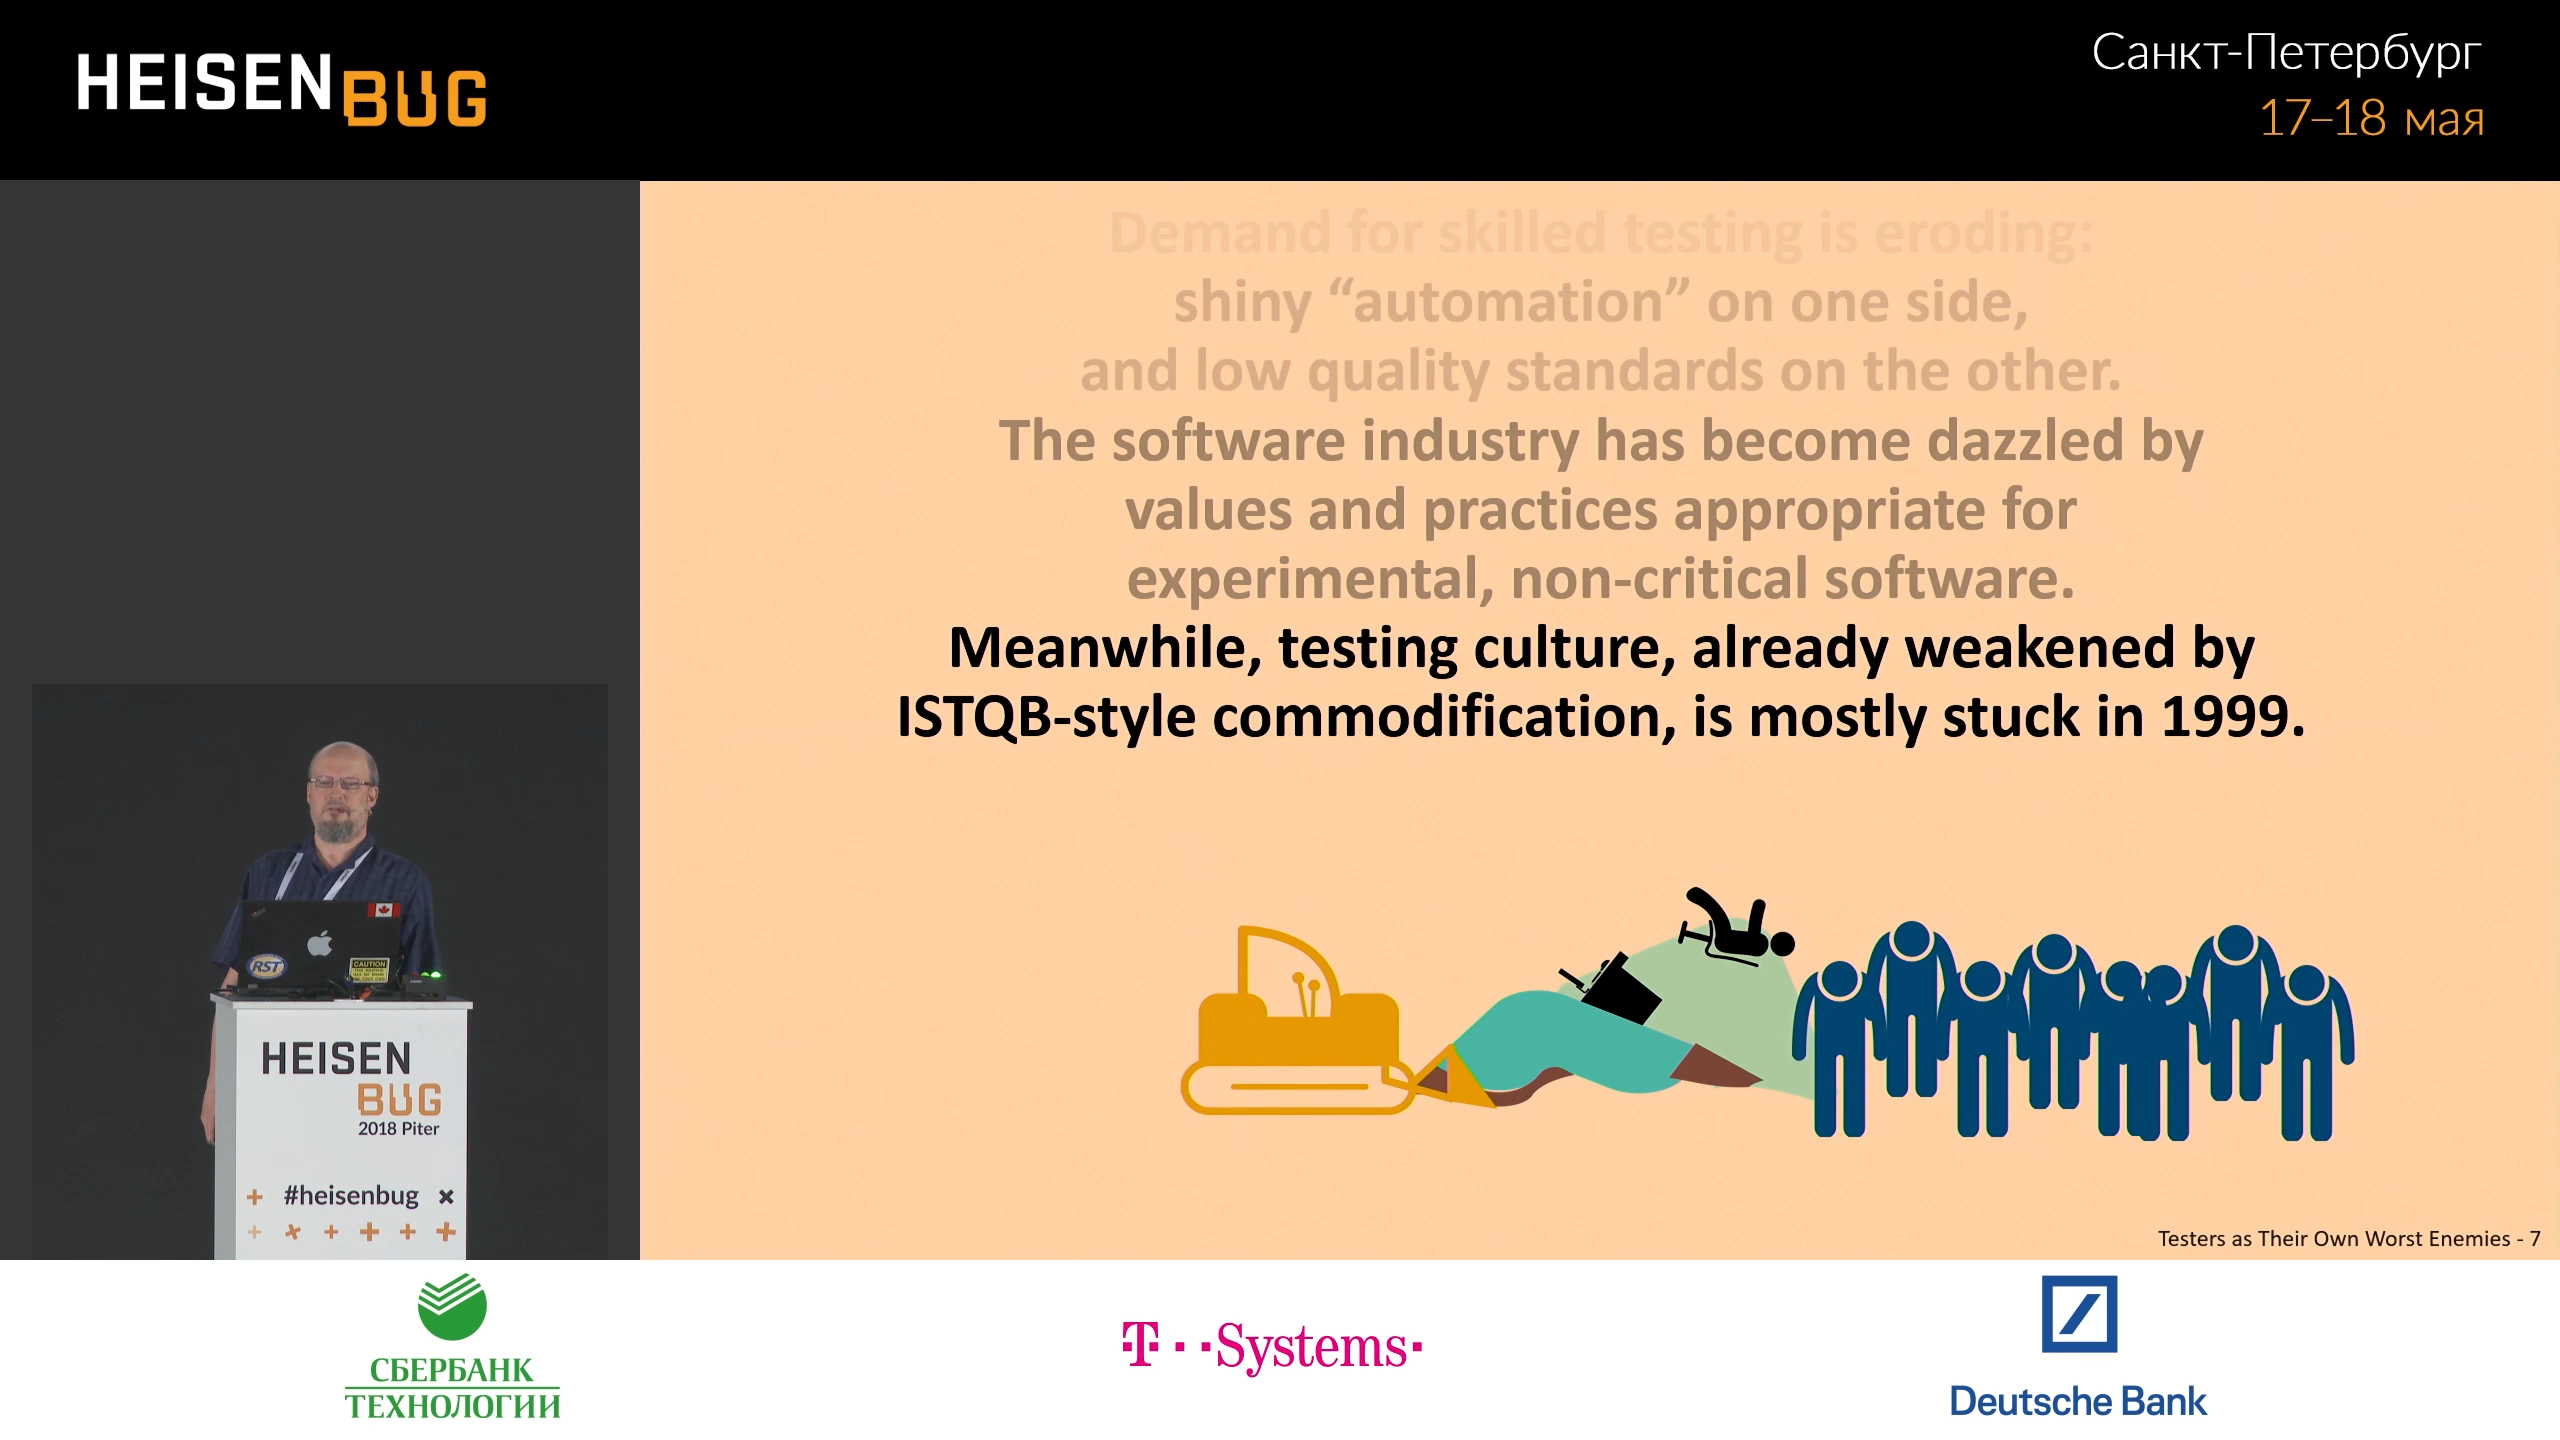 HEISENBUG
Санкт-Петербург
17–18 мая
Demand for skilled testing is eroding:
shiny “automation” on one side,
and low quality standards on the other.
The software industry has become dazzled by
values and practices appropriate for
experimental, non-critical software.
Meanwhile, testing culture, already weakened by
ISTQB-style commodification, is mostly stuck in 1999.
RST
CAUTION
HEISEN
BUG
2018 Piter
#heisenbug
Testers as Their Own Worst Enemies - 7
СБЕРБАНК
ТЕХНОЛОГИИ
T··Systems·
Deutsche Bank